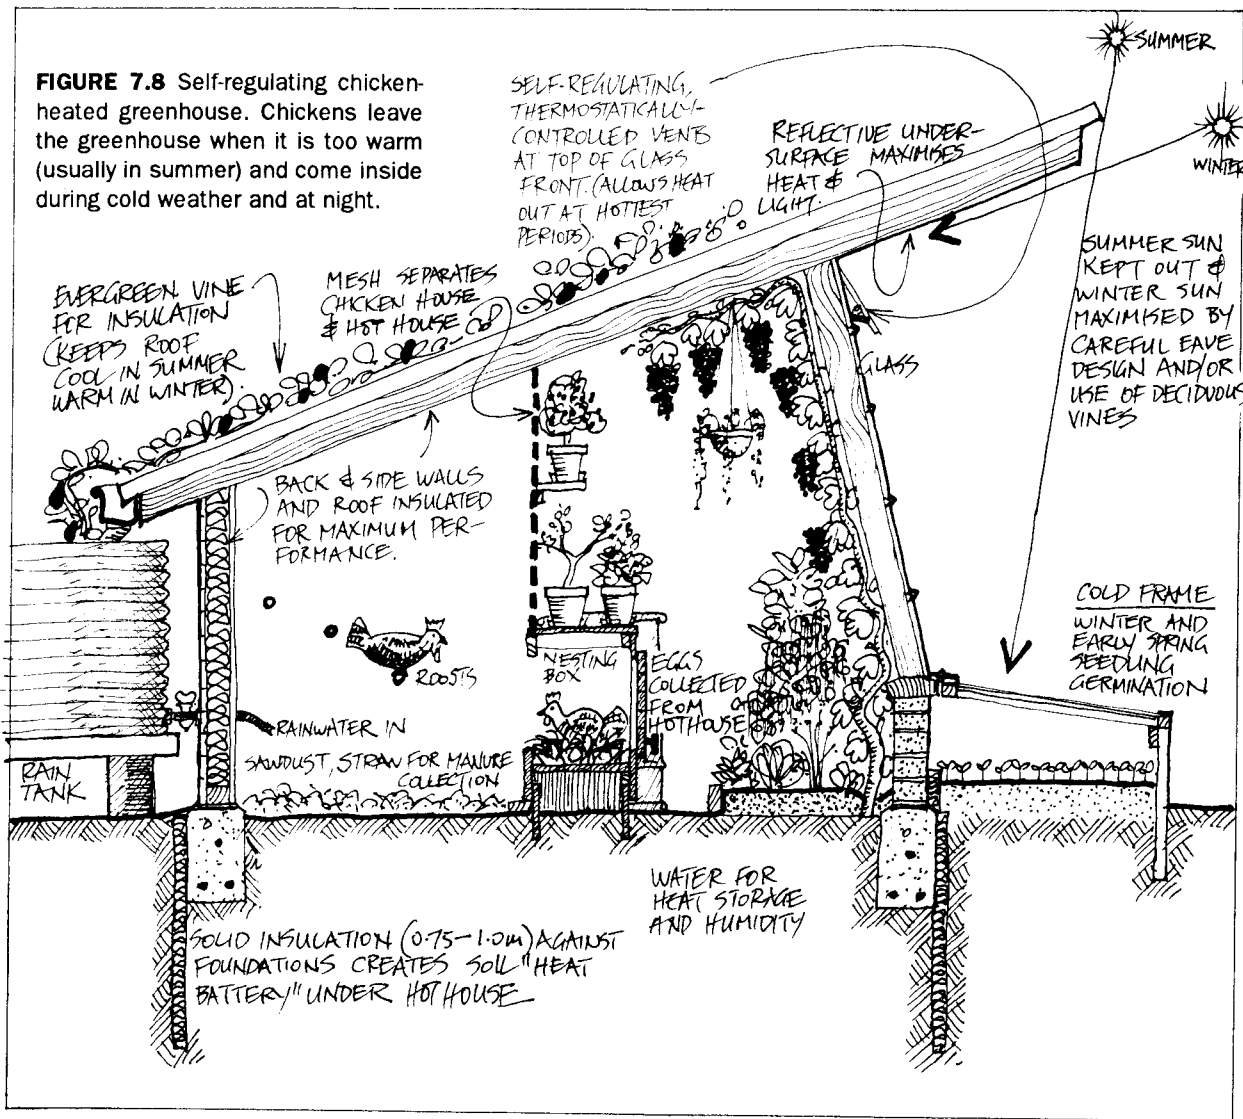 FIGURE 7.8 Self-regulating chicken-
heated greenhouse. Chickens leave
the greenhouse when it is too warm
(usually in summer) and come inside
during cold weather and at night.
SELF-REGULATING,
THERMOSTATICALLY-
CONTROLLED VENTS
AT TOP OF GLASS
FRONT. (ALLOWS HEAT
OUT AT HOTTEST
PERIODS).
REFLECTIVE UNDER-
SURFACE MAXIMISES
HEAT &
LIGHT.
SUMMER
WINTER
EVERGREEN VINE
FOR INSULATION
(KEEPS ROOF
COOL IN SUMMER
WARM IN WINTER).
MESH SEPARATES
CHICKEN HOUSE
& HOT HOUSE
SUMMER SUN
KEPT OUT &
WINTER SUN
MAXIMISED BY
CAREFUL EAVE
DESIGN AND/OR
USE OF DECIDUOUS
VINES
GLASS
BACK & SIDE WALLS
AND ROOF INSULATED
FOR MAXIMUM PER-
FORMANCE.
COLD FRAME
WINTER AND
EARLY SPRING
SEEDLING
GERMINATION
ROOSTS
NESTING
BOX
EGGS
COLLECTED
FROM
HOTHOUSE
RAINWATER IN
SAWDUST, STRAW FOR MANURE
COLLECTION
RAIN
TANK
WATER FOR
HEAT STORAGE
AND HUMIDITY
SOLID INSULATION (0.75-1.0m) AGAINST
FOUNDATIONS CREATES SOIL "HEAT
BATTERY" UNDER HOTHOUSE